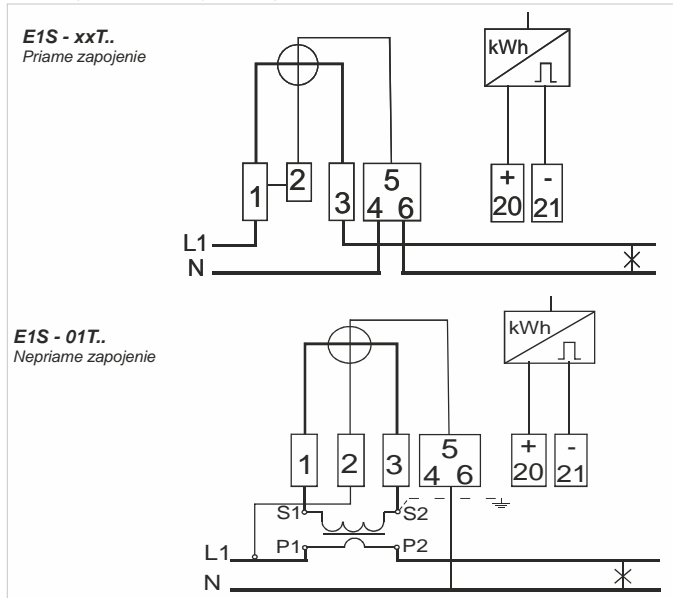 E1S - xxT..
Priame zapojenie
kWh
1 2 3 5
4 6
+ -
20 21
L1
N
E1S - 01T..
Nepriame zapojenie
kWh
1 2 3 5
4 6
+ -
20 21
S1 S2
L1 P1 P2
N